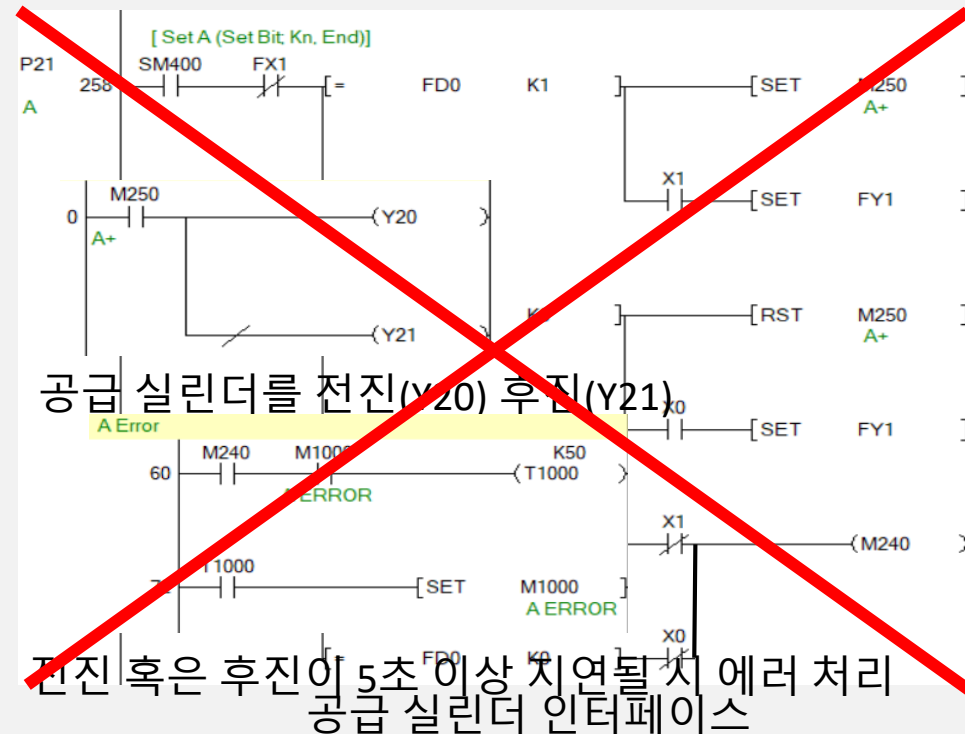 [ Set A (Set Bit; Kn, End)]
P21 SM400 FX1
258 [= FD0 K1 ] [SET M250 ]
A A+
X1
[SET FY1 ]
M250
0 (Y20 )
A+
[RST M250 ]
A+
(Y21 )
공급 실린더를 전진(Y20) 후진(Y21)
X0
[SET FY1 ]
A Error
M240 M1000 K50
60 (T1000 )
A ERROR
X1
(M240 )
T1000
[SET M1000 ]
A ERROR
X0
[= FD0 K0 ]
전진 혹은 후진이 5초 이상 지연될 시 에러 처리
공급 실린더 인터페이스